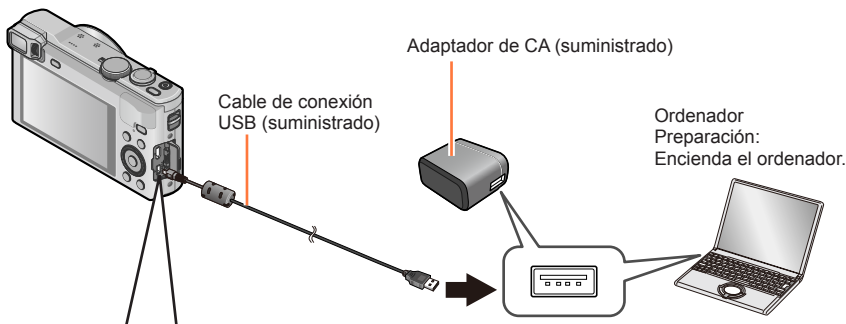 Adaptador de CA (suministrado)
Cable de conexión
USB (suministrado)
Ordenador
Preparación:
Encienda el ordenador.